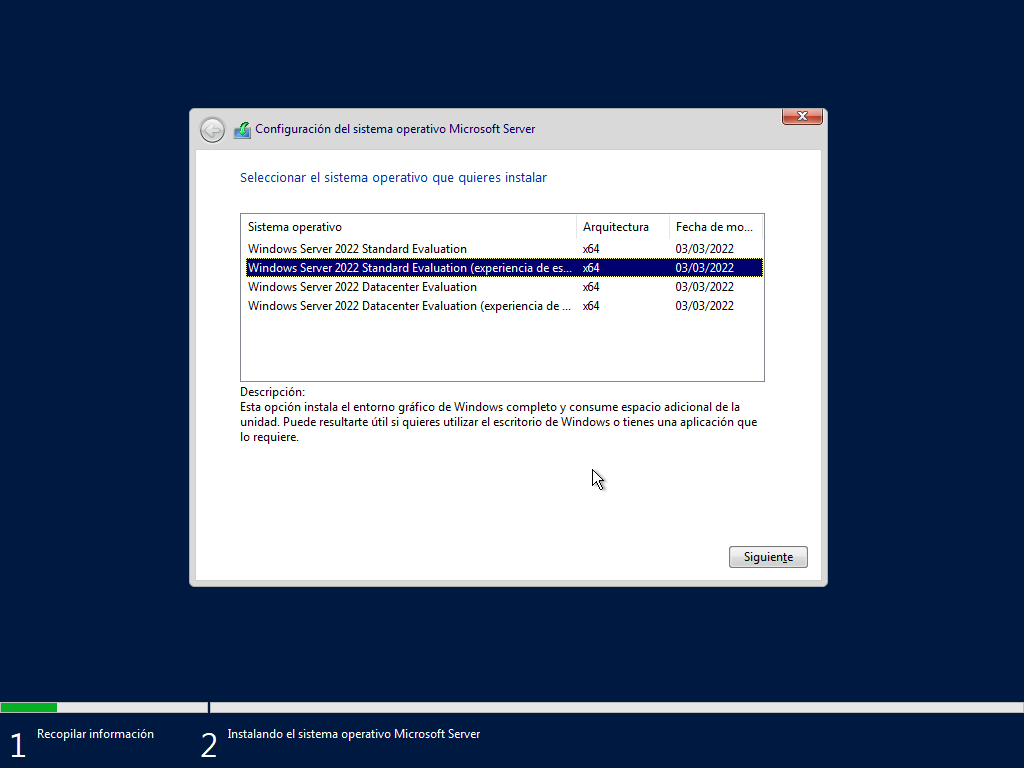 Configuración del sistema operativo Microsoft Server
Seleccionar el sistema operativo que quieres instalar
Sistema operativo Arquitectura Fecha de mo...
Windows Server 2022 Standard Evaluation x64 03/03/2022
Windows Server 2022 Standard Evaluation (experiencia de es... x64 03/03/2022
Windows Server 2022 Datacenter Evaluation x64 03/03/2022
Windows Server 2022 Datacenter Evaluation (experiencia de ... x64 03/03/2022
Descripción:
Esta opción instala el entorno gráfico de Windows completo y consume espacio adicional de la
unidad. Puede resultarte útil si quieres utilizar el escritorio de Windows o tienes una aplicación que
lo requiere.
Siguiente
1 Recopilar información 2 Instalando el sistema operativo Microsoft Server